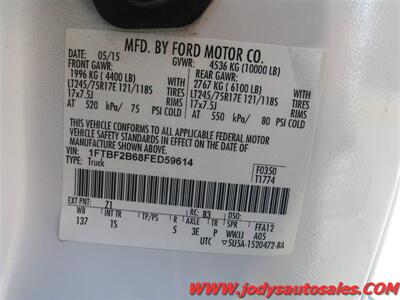 MFD. BY FORD MOTOR CO.
DATE: 05/15 GVWR: 4536 KG (10000 LB)
FRONT GAWR: REAR GAWR:
1996 KG (4400 LB) WITH 2767 KG (6100 LB) WITH
LT245/75R17E 121/118S TIRES LT245/75R17E 121/118S TIRES
17x7.5J RIMS 17x7.5J RIMS
AT 520 kPa/ 75 PSI COLD AT 550 kPa/ 80 PSI COLD
THIS VEHICLE CONFORMS TO ALL APPLICABLE FEDERAL MOTOR
VEHICLE SAFETY STANDARDS IN EFFECT ON THE DATE OF
MANUFACTURE SHOWN ABOVE.
VIN: 1FTBF2B68FED59614
TYPE: Truck
F0350
T1774
EXT PNT: Z1 RC: 83 DSO:
WB INT TR TP/PS R AXLE TR SPR FFA12
137 1S 5 3E P WWJJ A05
UTC ▽5U5A-1520472-BA
www.jodysautosales.com